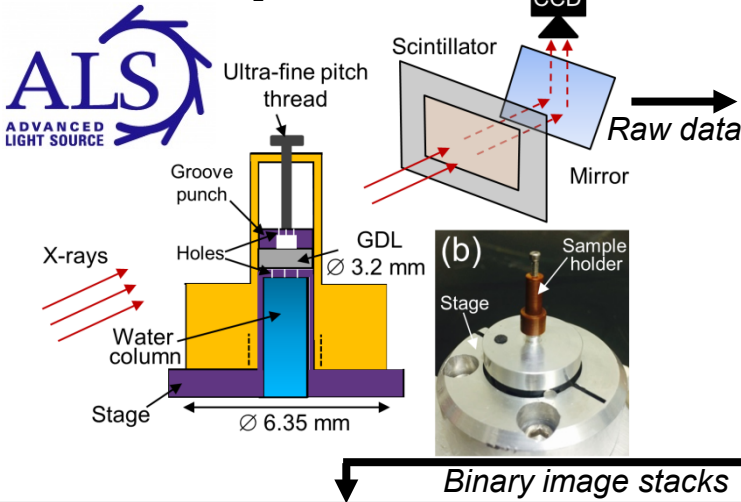 CCD
ALS
ADVANCED
LIGHT SOURCE
Scintillator
Ultra-fine pitch
thread
Raw data
Mirror
Groove
punch
Holes
GDL
∅ 3.2 mm
X-rays
Water
column
Stage
∅ 6.35 mm
(b)
Sample
holder
Stage
Binary image stacks